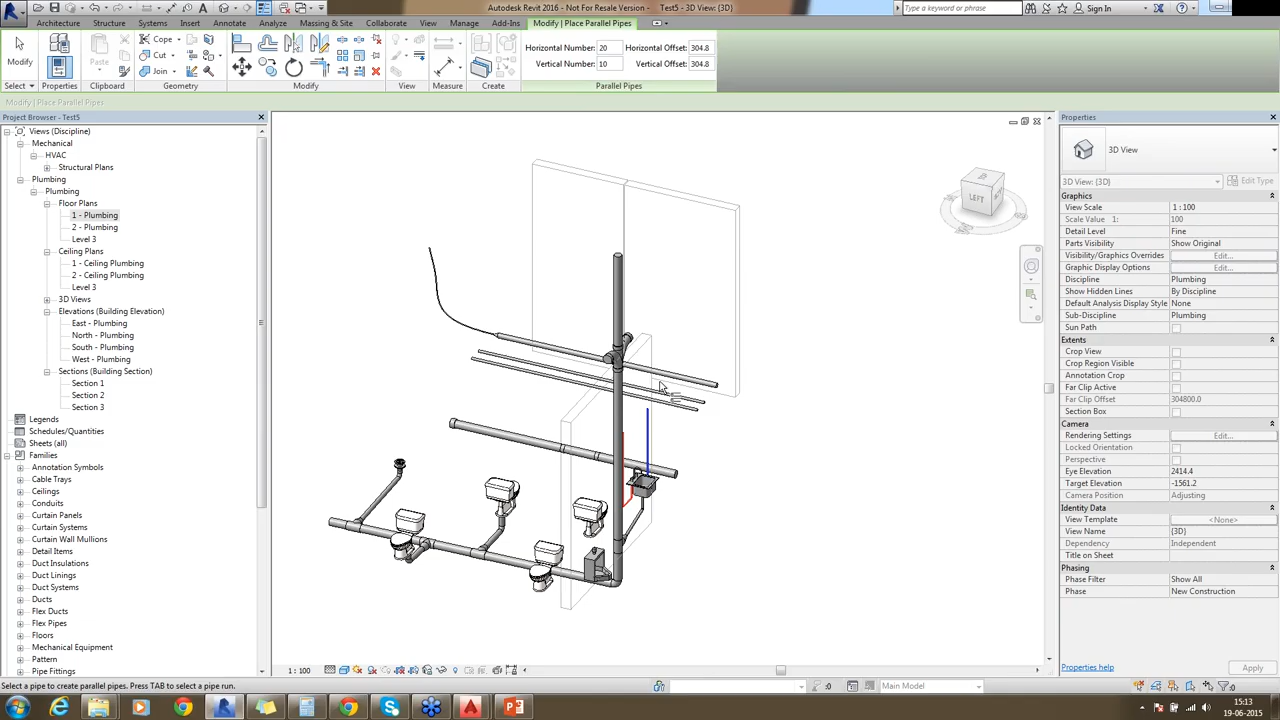 Autodesk Revit 2016 - Not For Resale Version - Test5 - 3D View: {3D}
Type a keyword or phrase
Sign In
Architecture Structure Systems Insert Annotate Analyze Massing & Site Collaborate View Manage Add-Ins Modify | Place Parallel Pipes
Modify
Paste
Cope
Cut
Join
Horizontal Number: 20 Horizontal Offset: 304.8
Vertical Number: 10 Vertical Offset: 304.8
Select Properties Clipboard Geometry Modify View Measure Create Parallel Pipes
Modify | Place Parallel Pipes
Project Browser - Test5
Views (Discipline)
Mechanical
HVAC
Structural Plans
Plumbing
Plumbing
Floor Plans
1 - Plumbing
2 - Plumbing
Level 3
Ceiling Plans
1 - Ceiling Plumbing
2 - Ceiling Plumbing
Level 3
3D Views
Elevations (Building Elevation)
East - Plumbing
North - Plumbing
South - Plumbing
West - Plumbing
Sections (Building Section)
Section 1
Section 2
Section 3
Legends
Schedules/Quantities
Sheets (all)
Families
Annotation Symbols
Cable Trays
Ceilings
Conduits
Curtain Panels
Curtain Systems
Curtain Wall Mullions
Detail Items
Duct Insulations
Duct Linings
Duct Systems
Ducts
Flex Ducts
Flex Pipes
Floors
Mechanical Equipment
Pattern
Pipe Fittings
LEFT
Properties
3D View
3D View: {3D} Edit Type
Graphics
View Scale 1 : 100
Scale Value 1: 100
Detail Level Fine
Parts Visibility Show Original
Visibility/Graphics Overrides Edit...
Graphic Display Options Edit...
Discipline Plumbing
Show Hidden Lines By Discipline
Default Analysis Display Style None
Sub-Discipline Plumbing
Sun Path
Extents
Crop View
Crop Region Visible
Annotation Crop
Far Clip Active
Far Clip Offset 304800.0
Section Box
Camera
Rendering Settings Edit...
Locked Orientation
Perspective
Eye Elevation 2414.4
Target Elevation -1561.2
Camera Position Adjusting
Identity Data
View Template <None>
View Name {3D}
Dependency Independent
Title on Sheet
Phasing
Phase Filter Show All
Phase New Construction
Properties help Apply
1 : 100
Select a pipe to create parallel pipes. Press TAB to select a pipe run.
:0
Main Model
:0
15:13
19-06-2015